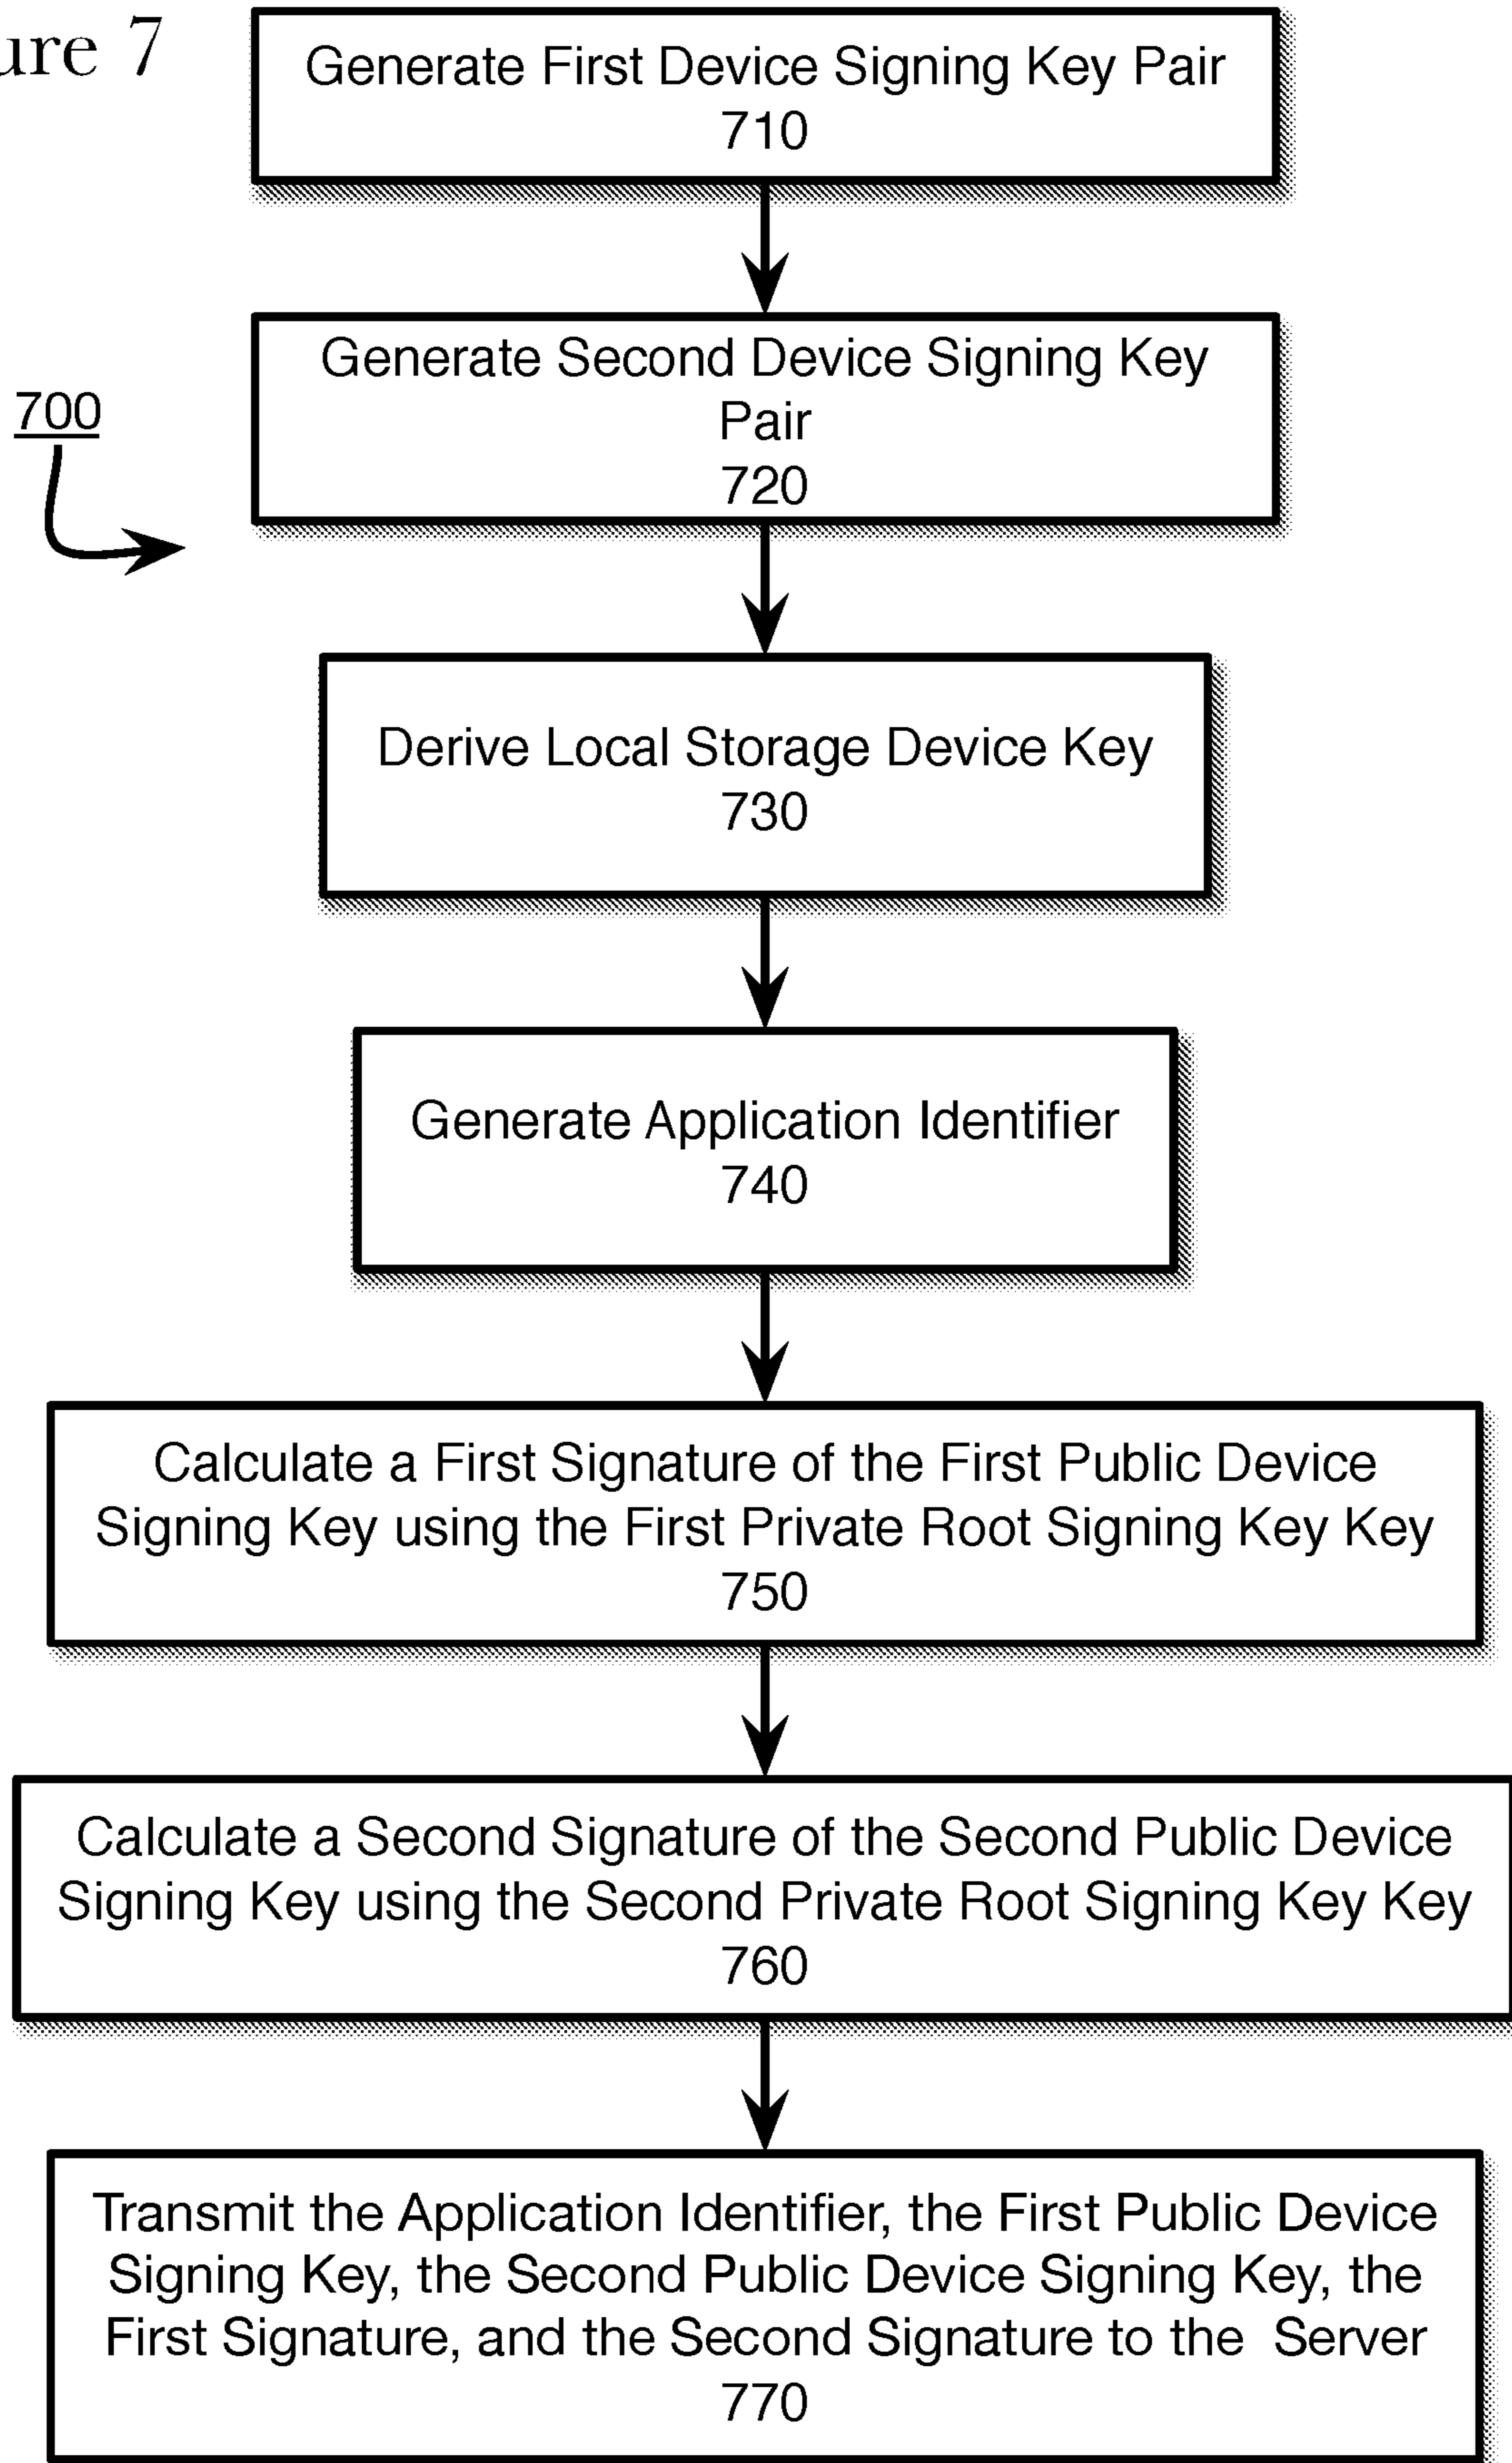 ure 7
Generate First Device Signing Key Pair
710
Generate Second Device Signing Key
Pair
720
700
Derive Local Storage Device Key
730
Generate Application Identifier
740
Calculate a First Signature of the First Public Device
Signing Key using the First Private Root Signing Key Key
750
Calculate a Second Signature of the Second Public Device
Signing Key using the Second Private Root Signing Key Key
760
Transmit the Application Identifier, the First Public Device
Signing Key, the Second Public Device Signing Key, the
First Signature, and the Second Signature to the Server
770